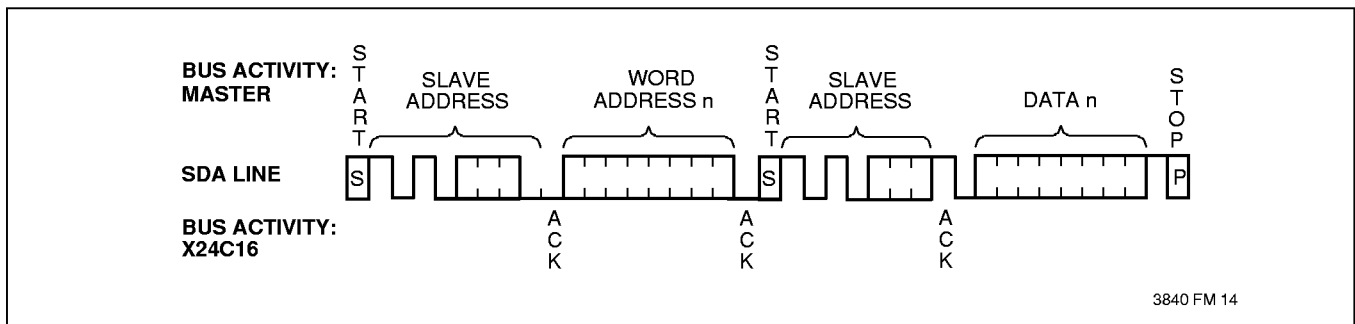 BUS ACTIVITY:
MASTER
START
SLAVE
ADDRESS
WORD
ADDRESS n
START
SLAVE
ADDRESS
DATA n
STOP
SDA LINE
S
S
P
BUS ACTIVITY:
X24C16
ACK
ACK
ACK
3840 FM 14